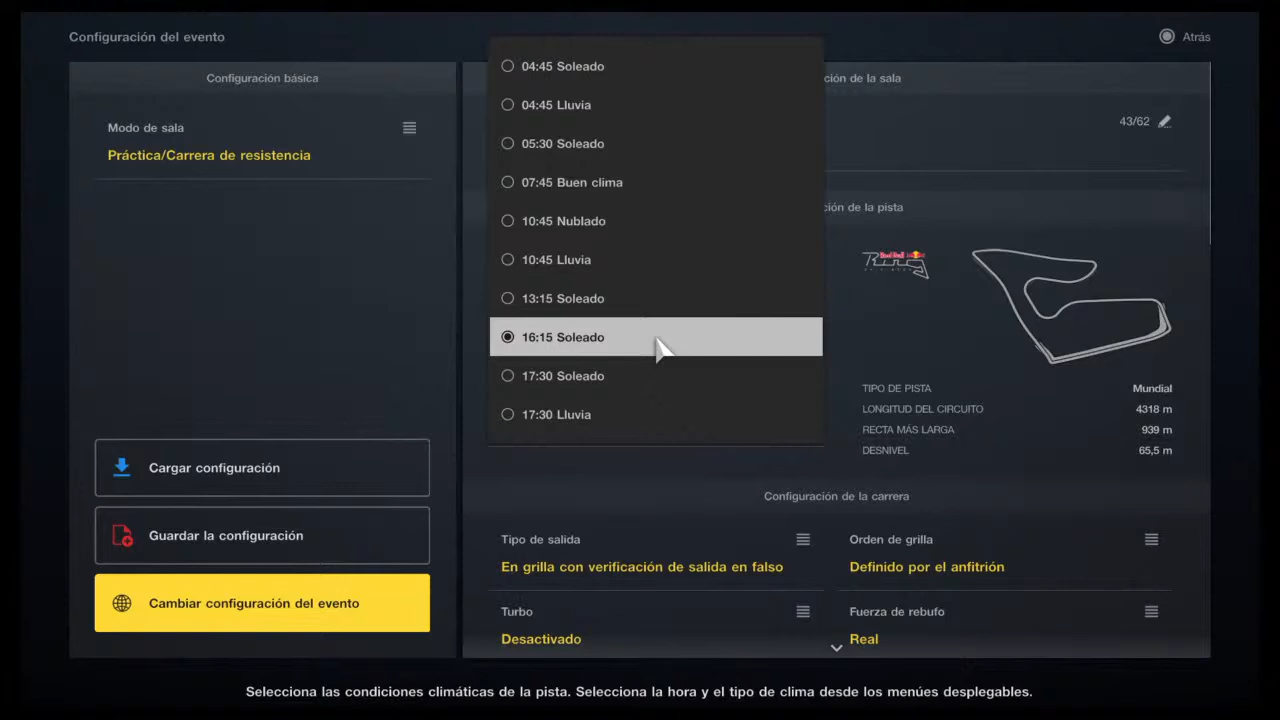 Configuración del evento
Atrás
Configuración básica
Modo de sala
Práctica/Carrera de resistencia
Cargar configuración
Guardar la configuración
Cambiar configuración del evento
04:45 Soleado
04:45 Lluvia
05:30 Soleado
07:45 Buen clima
10:45 Nublado
10:45 Lluvia
13:15 Soleado
16:15 Soleado
17:30 Soleado
17:30 Lluvia
ción de la sala
43/62
ción de la pista
TIPO DE PISTA Mundial
LONGITUD DEL CIRCUITO 4318 m
RECTA MÁS LARGA 939 m
DESNIVEL 65,5 m
Configuración de la carrera
Tipo de salida
En grilla con verificación de salida en falso
Orden de grilla
Definido por el anfitrión
Turbo
Desactivado
Fuerza de rebufo
Real
Selecciona las condiciones climáticas de la pista. Selecciona la hora y el tipo de clima desde los menúes desplegables.